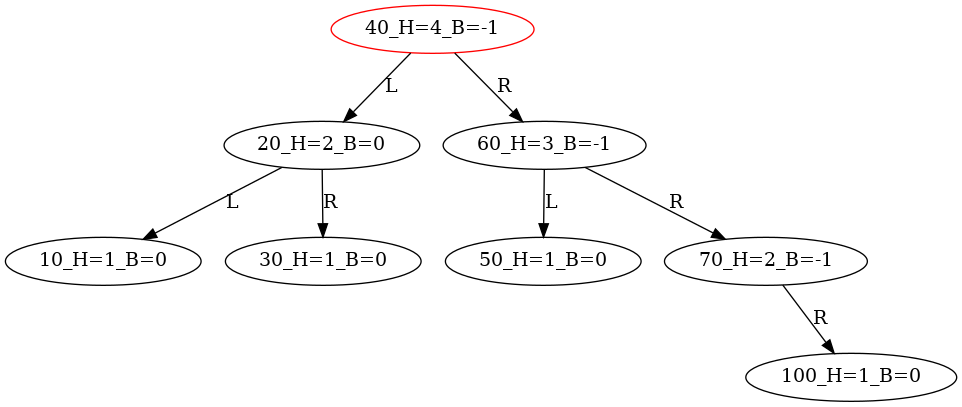 40_H=4_B=-1
L
R
20_H=2_B=0
60_H=3_B=-1
L
R
L
R
10_H=1_B=0
30_H=1_B=0
50_H=1_B=0
70_H=2_B=-1
R
100_H=1_B=0